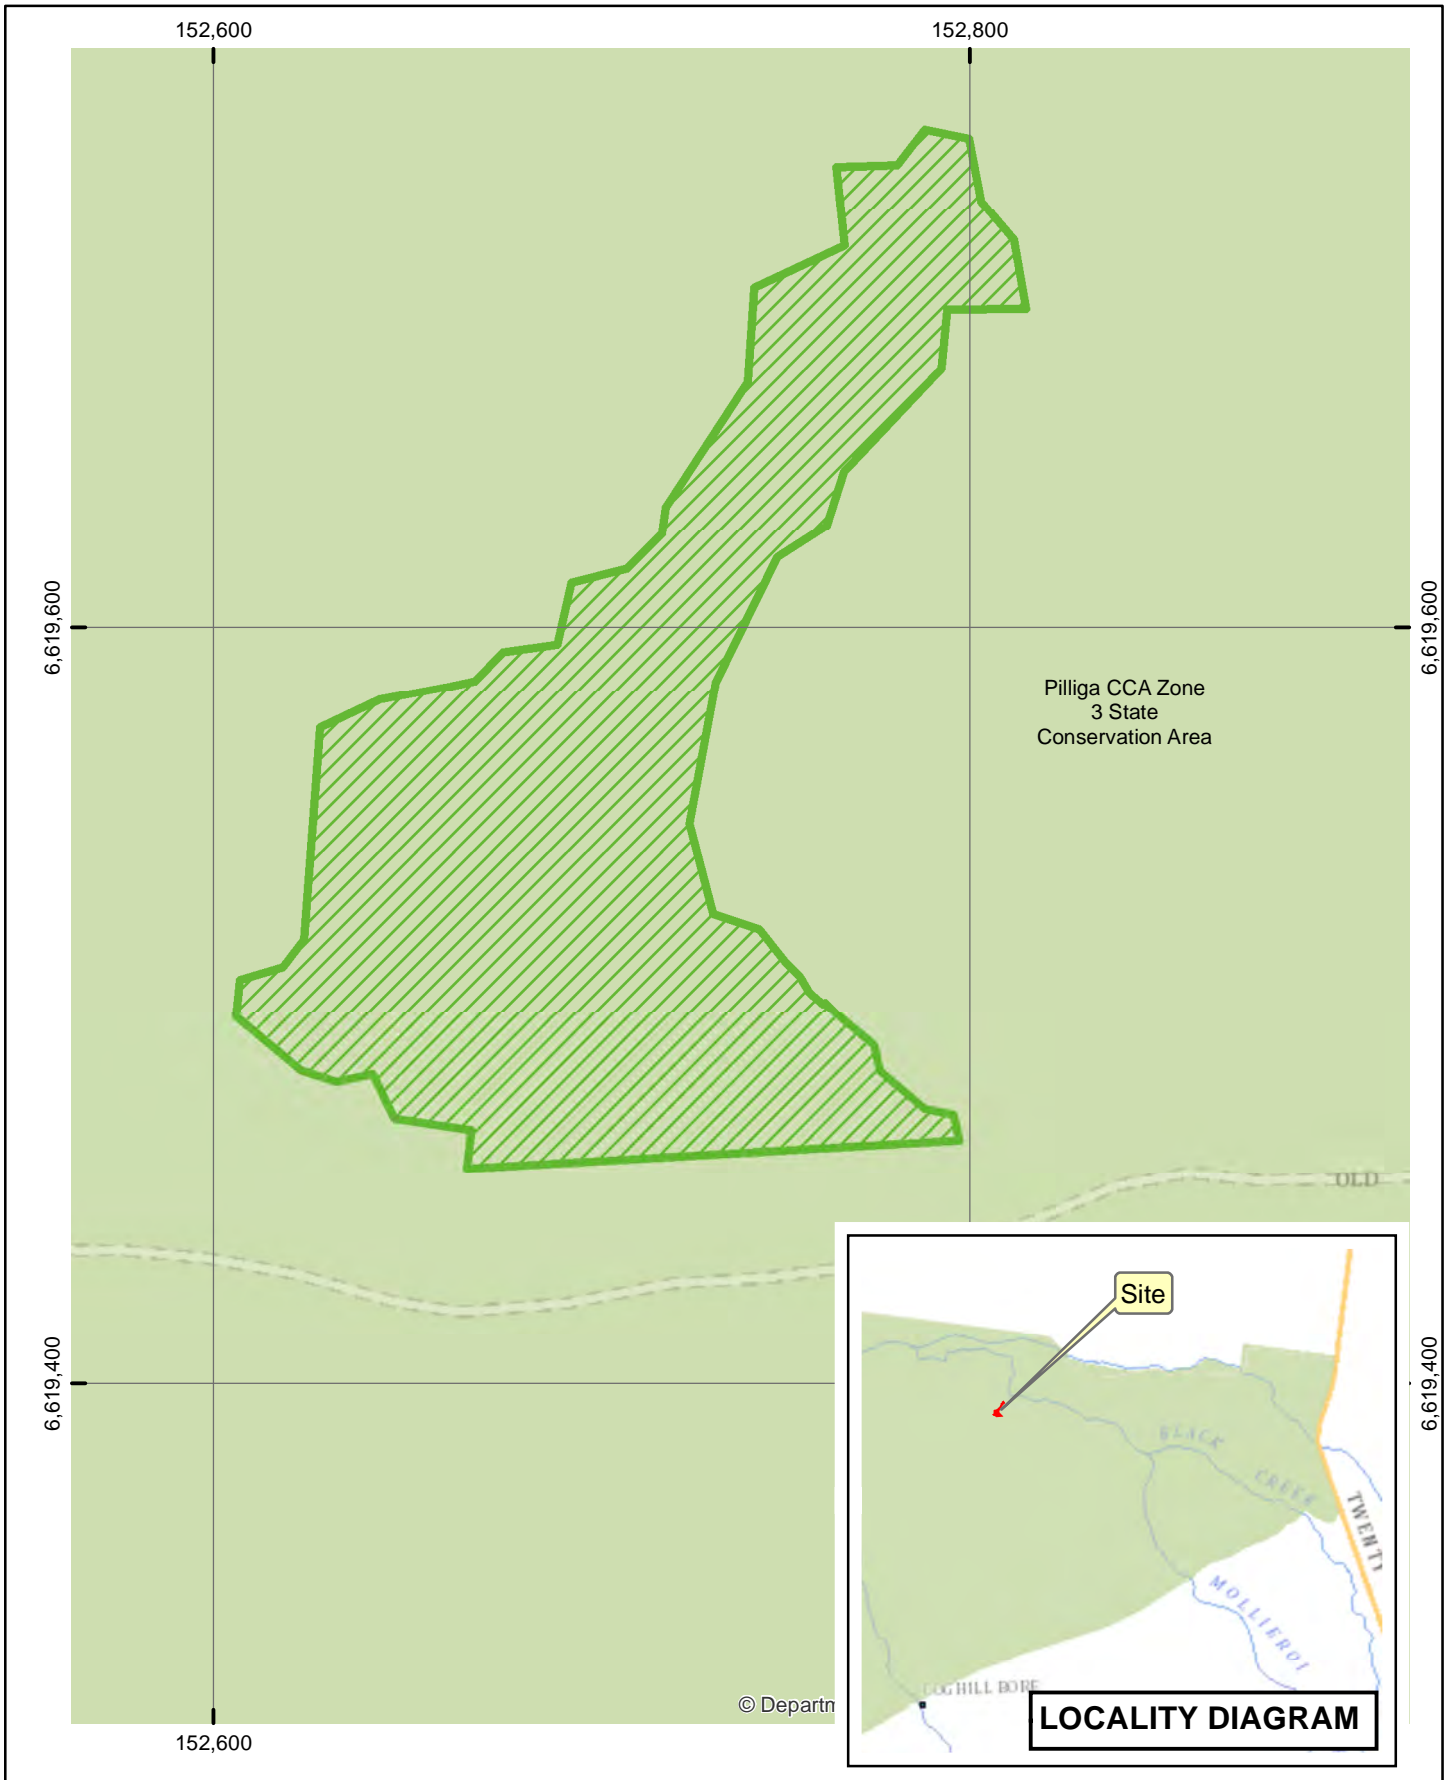 152,600
152,800
6,619,600
6,619,600
Pilliga CCA Zone
3 State
Conservation Area
OLD
Site
6,619,400
6,619,400
BLACK
CREEK
TWENTY
MOLLIEROI
© Departm
LOCALITY DIAGRAM
152,600